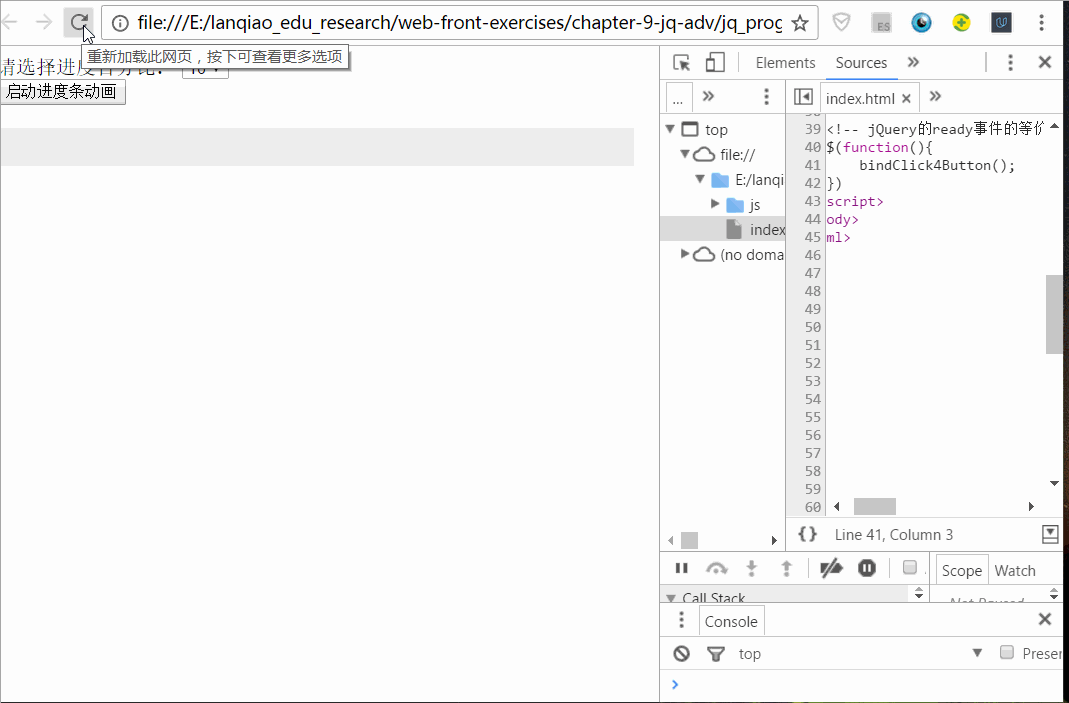 file:///E:/lanqiao_edu_research/web-front-exercises/chapter-9-jq-adv/jq_prog
重新加载此网页，按下可查看更多选项
请选择进度百分比：
启动进度条动画
Elements
Sources
...
index.html
top
file://
E:/lanqi
js
index
(no doma
39 <!-- jQuery的ready事件的等价
40 $(function(){
41 bindClick4Button();
42 })
43 script>
44 ody>
45 ml>
46
47
48
49
50
51
52
53
54
55
56
57
58
59
60
{} Line 41, Column 3
Scope
Watch
Call Stack
Not Paused
Console
top
Preser